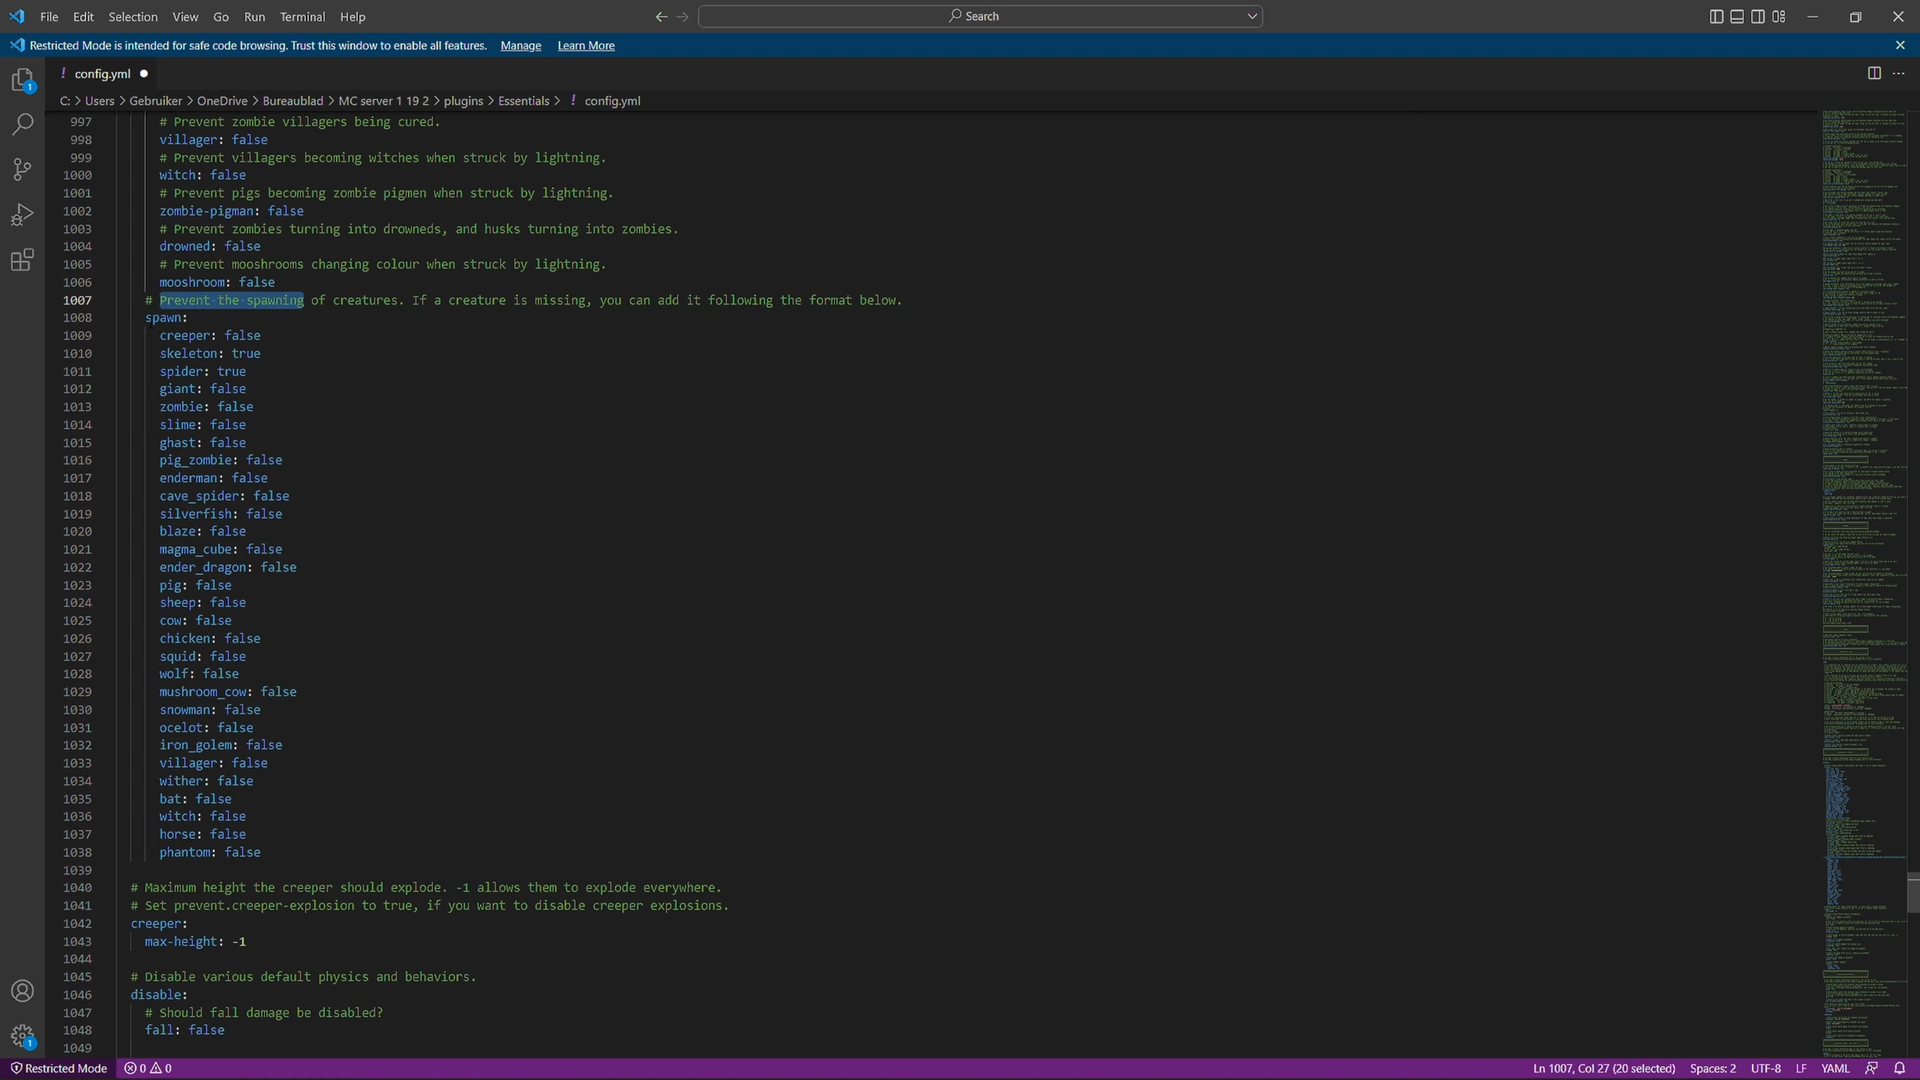 File Edit Selection View Go Run Terminal Help
Search
Restricted Mode is intended for safe code browsing. Trust this window to enable all features. Manage Learn More
! config.yml
C: > Users > Gebruiker > OneDrive > Bureaublad > MC server 1 19 2 > plugins > Essentials > ! config.yml
997 # Prevent zombie villagers being cured.
998 villager: false
999 # Prevent villagers becoming witches when struck by lightning.
1000 witch: false
1001 # Prevent pigs becoming zombie pigmen when struck by lightning.
1002 zombie-pigman: false
1003 # Prevent zombies turning into drowneds, and husks turning into zombies.
1004 drowned: false
1005 # Prevent mooshrooms changing colour when struck by lightning.
1006 mooshroom: false
1007 # Prevent the spawning of creatures. If a creature is missing, you can add it following the format below.
1008 spawn:
1009 creeper: false
1010 skeleton: true
1011 spider: true
1012 giant: false
1013 zombie: false
1014 slime: false
1015 ghast: false
1016 pig_zombie: false
1017 enderman: false
1018 cave_spider: false
1019 silverfish: false
1020 blaze: false
1021 magma_cube: false
1022 ender_dragon: false
1023 pig: false
1024 sheep: false
1025 cow: false
1026 chicken: false
1027 squid: false
1028 wolf: false
1029 mushroom_cow: false
1030 snowman: false
1031 ocelot: false
1032 iron_golem: false
1033 villager: false
1034 wither: false
1035 bat: false
1036 witch: false
1037 horse: false
1038 phantom: false
1039
1040 # Maximum height the creeper should explode. -1 allows them to explode everywhere.
1041 # Set prevent.creeper-explosion to true, if you want to disable creeper explosions.
1042 creeper:
1043 max-height: -1
1044
1045 # Disable various default physics and behaviors.
1046 disable:
1047 # Should fall damage be disabled?
1048 fall: false
1049
1
1
Restricted Mode 0 0 Ln 1007, Col 27 (20 selected) Spaces: 2 UTF-8 LF YAML